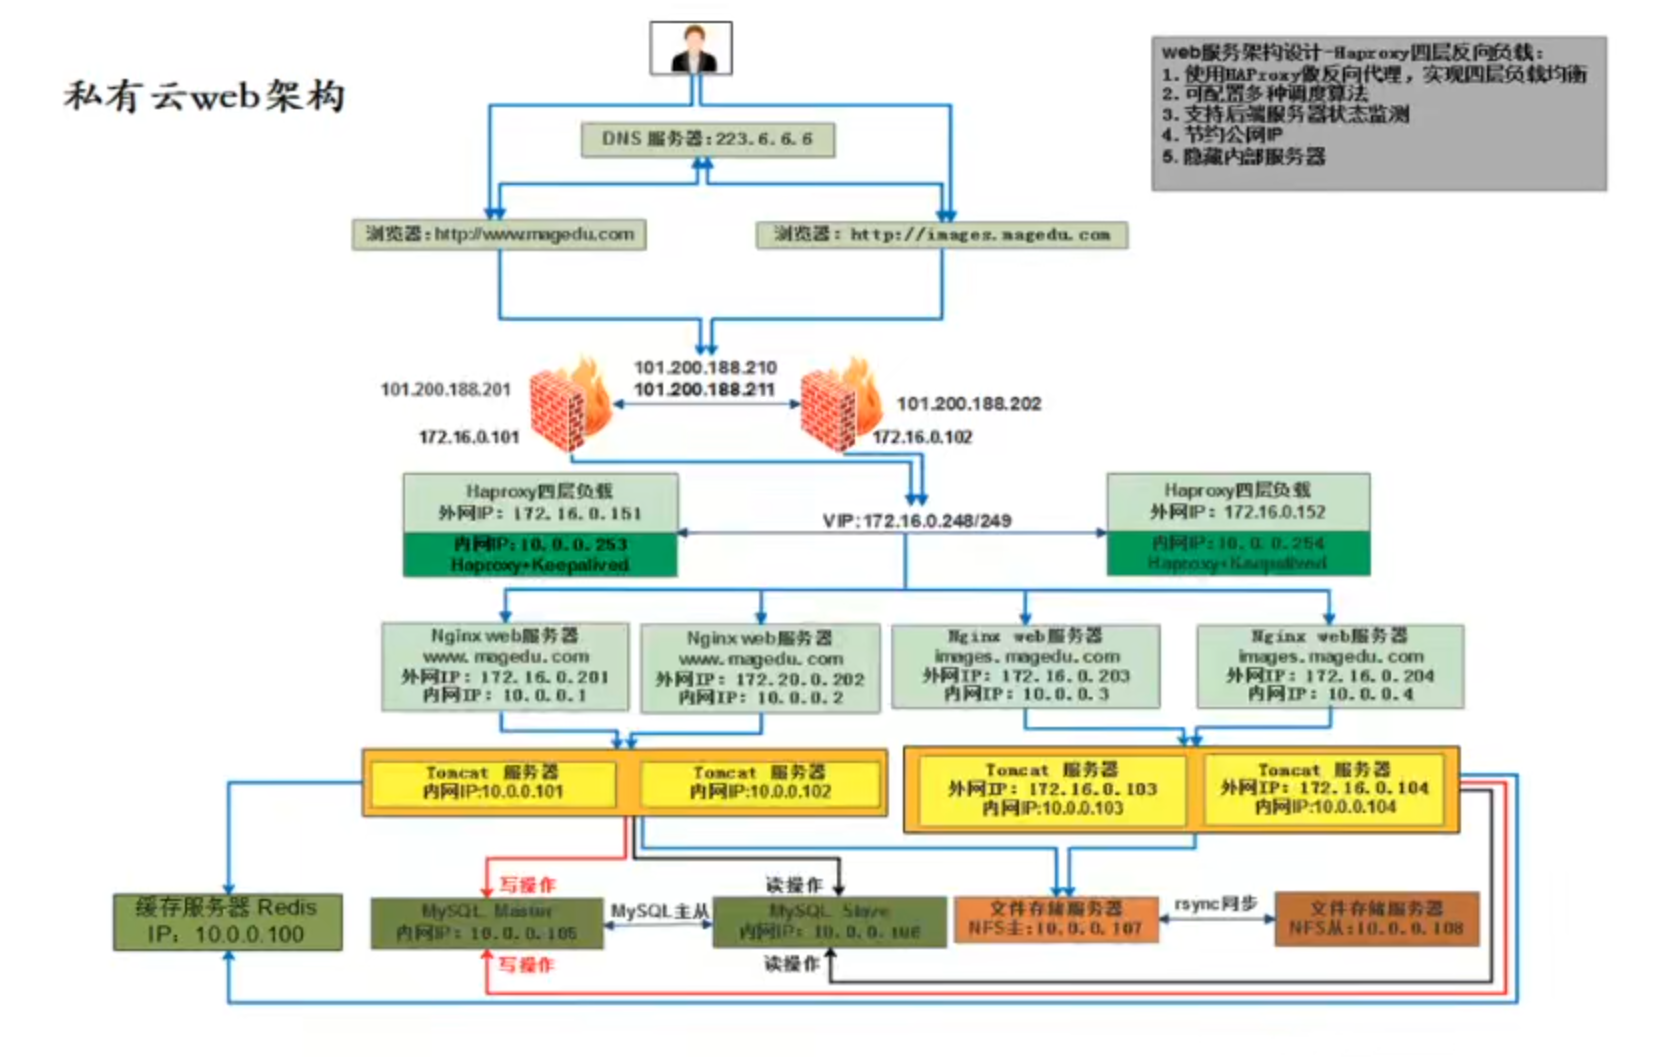 私有云web架构
web服务架构设计-Haproxy四层反向负载:
1. 使用HAProxy做反向代理，实现四层负载均衡
2. 可配置多种调度算法
3. 支持后端服务器状态监测
4. 节约公网IP
5. 隐藏内部服务器
DNS 服务器:223.6.6.6
浏览器:http://www.magedu.com
浏览器: http://images.magedu.com
101.200.188.210
101.200.188.211
101.200.188.201
101.200.188.202
172.16.0.101
172.16.0.102
Haproxy四层负载
外网IP: 172.16.0.151
内网IP:10.0.0.253
Haproxy+Keepalived
VIP:172.16.0.248/249
Haproxy四层负载
外网IP: 172.16.0.152
内网IP:10.0.0.254
Haproxy+Keepalived
Nginx web服务器
www.magedu.com
外网IP: 172.16.0.201
内网IP: 10.0.0.1
Nginx web服务器
www.magedu.com
外网IP: 172.20.0.202
内网IP: 10.0.0.2
Nginx web服务器
images.magedu.com
外网IP: 172.16.0.203
内网IP: 10.0.0.3
Nginx web服务器
images.magedu.com
外网IP: 172.16.0.204
内网IP: 10.0.0.4
Tomcat 服务器
内网IP:10.0.0.101
Tomcat 服务器
内网IP:10.0.0.102
Tomcat 服务器
外网IP: 172.16.0.103
内网IP:10.0.0.103
Tomcat 服务器
外网IP: 172.16.0.104
内网IP:10.0.0.104
写操作
读操作
缓存服务器 Redis
IP: 10.0.0.100
MySQL Master
内网IP: 10.0.0.105
MySQL主从
MySQL Slave
内网IP: 10.0.0.106
文件存储服务器
NFS主:10.0.0.107
rsync同步
文件存储服务器
NFS从:10.0.0.108
写操作
读操作